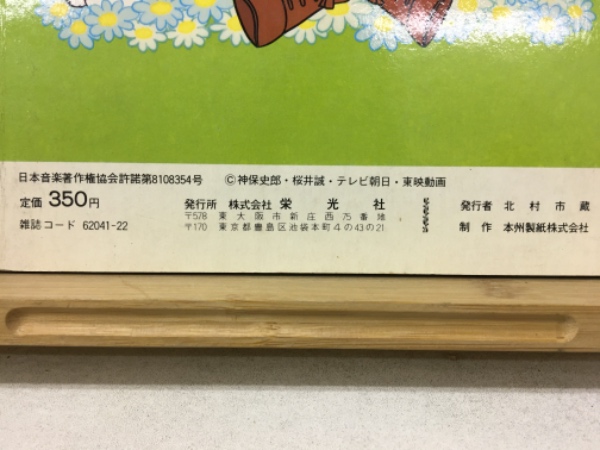 日本音楽著作権協会許諾第8108354号 ©神保史郎・桜井誠・テレビ朝日・東映動画
定価 350円
雑誌コード 62041-22
発行所 株式会社 栄光社
〒578 東大阪市新庄西75番地
〒170 東京都豊島区池袋本町4の43の21
発行者 北村市蔵
制作 本州製紙株式会社